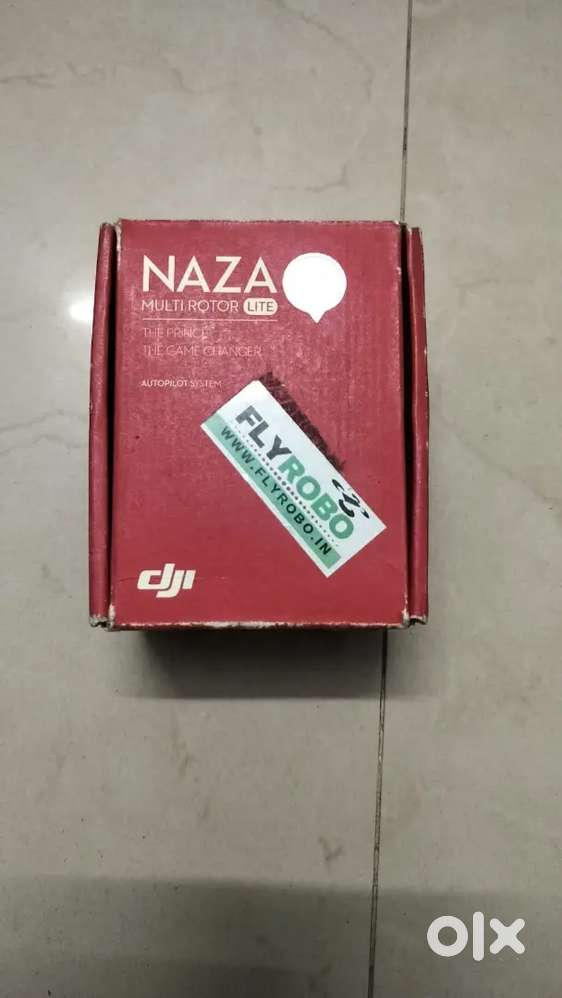 NAZA
MULTI ROTOR LITE
THE PRINCE
THE GAME CHANGER
AUTOPILOT SYSTEM
FLYROBO
WWW.FLYROBO.IN
dji
olx